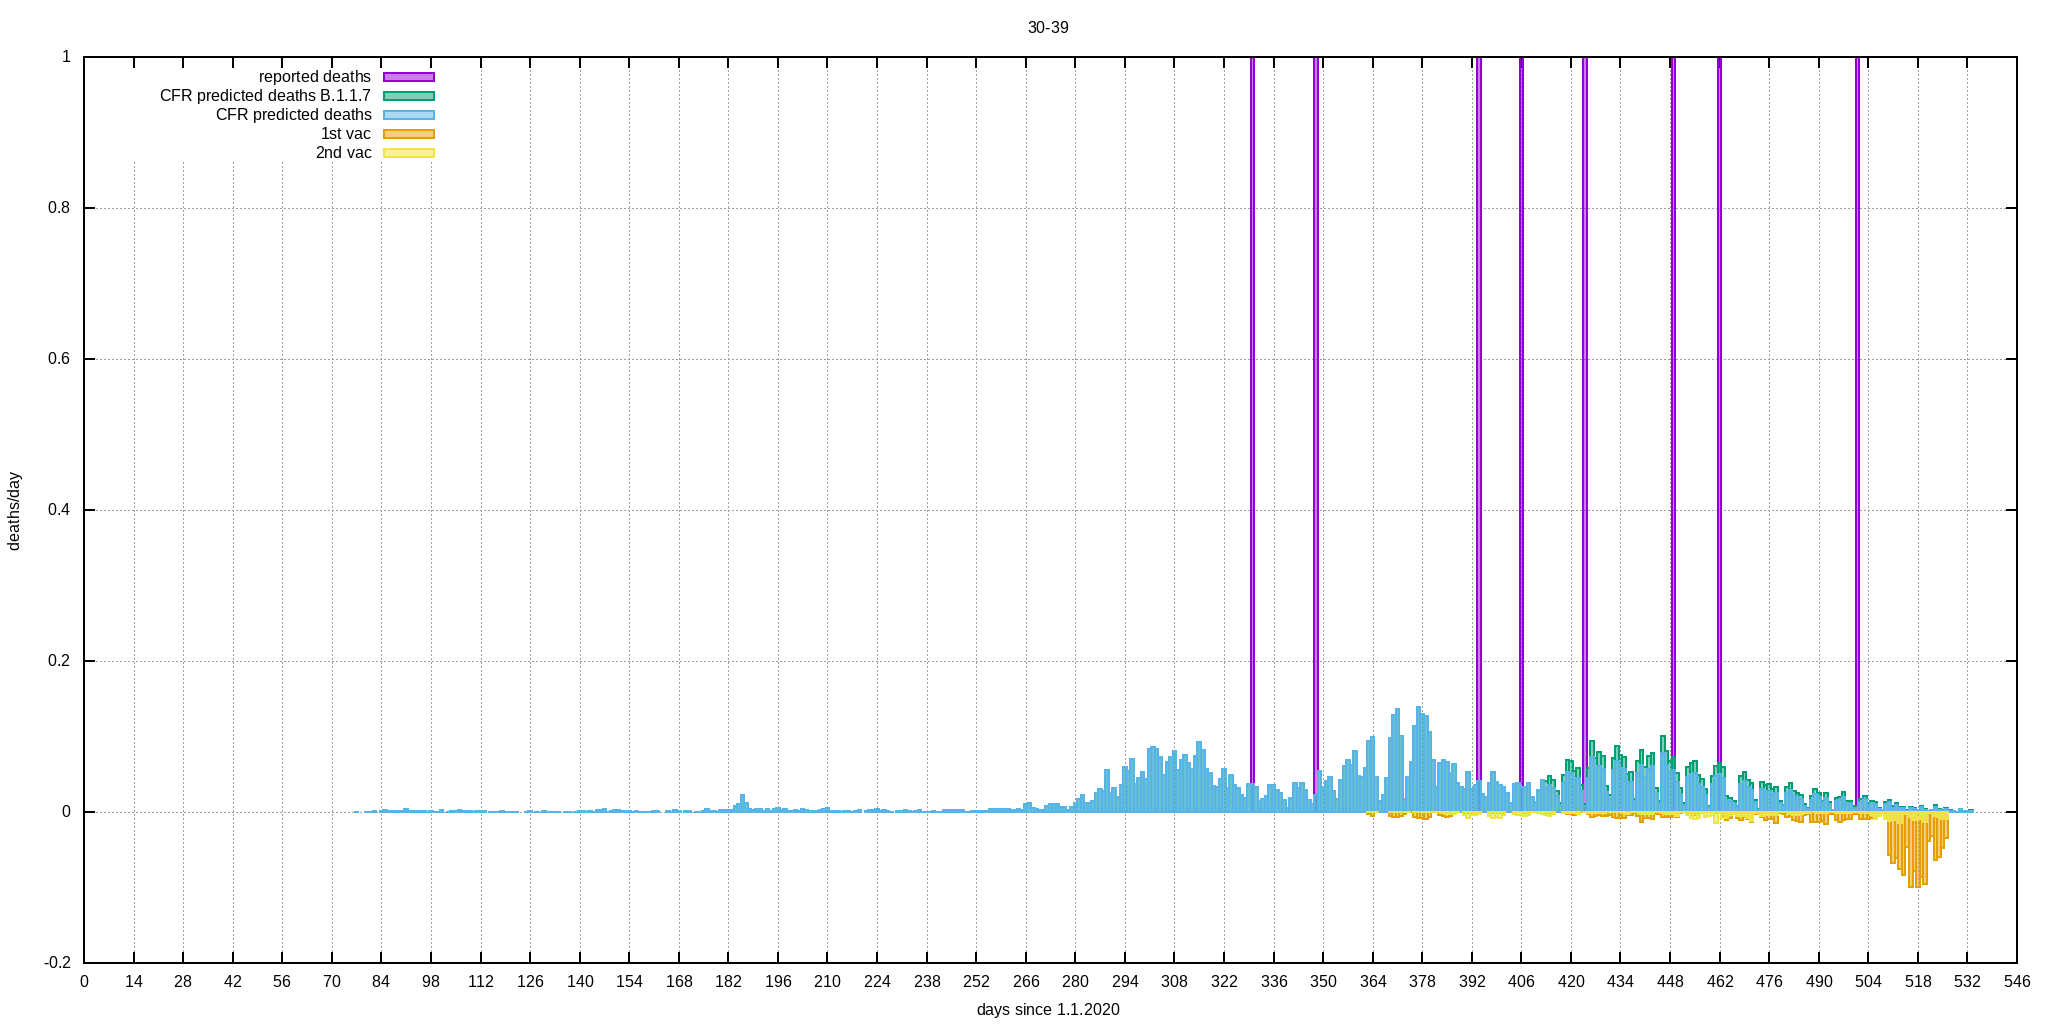 30-39
reported deaths
CFR predicted deaths B.1.1.7
CFR predicted deaths
1st vac
2nd vac
1
0.8
0.6
0.4
0.2
0
-0.2
deaths/day
0 14 28 42 56 70 84 98 112 126 140 154 168 182 196 210 224 238 252 266 280 294 308 322 336 350 364 378 392 406 420 434 448 462 476 490 504 518 532 546
days since 1.1.2020